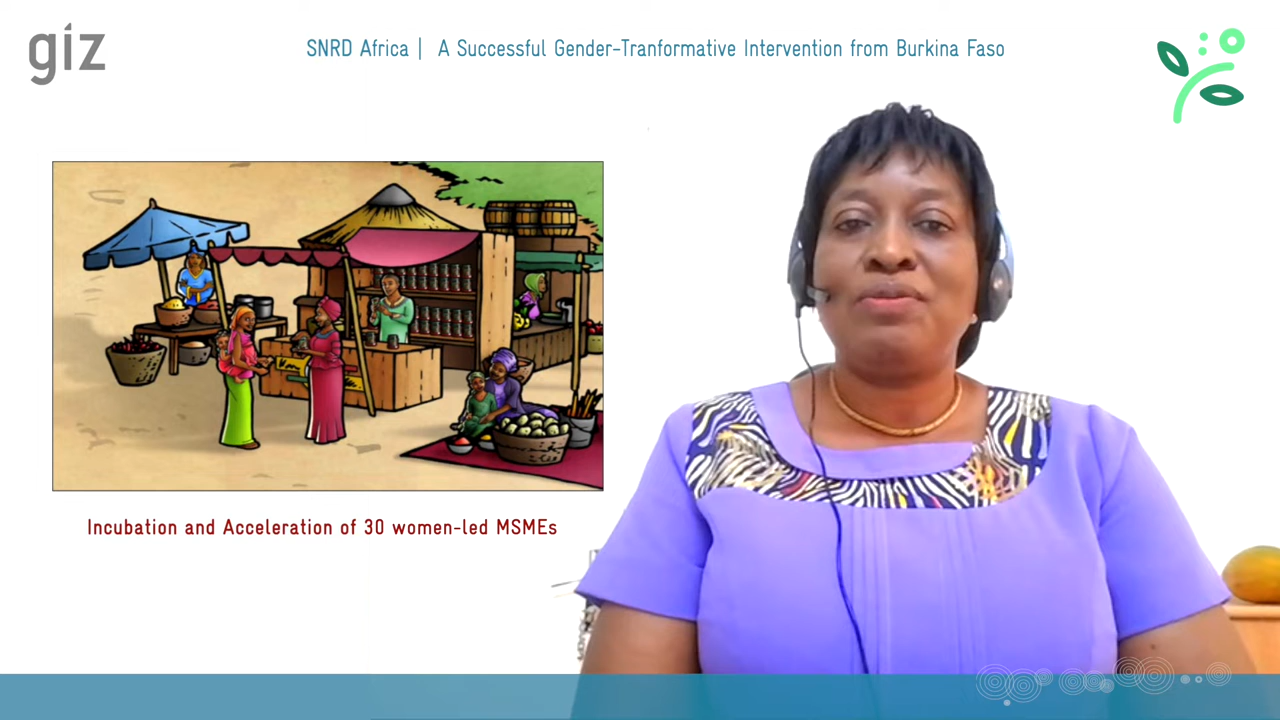 giz
SNRD Africa | A Successful Gender-Tranformative Intervention from Burkina Faso
Incubation and Acceleration of 30 women-led MSMEs